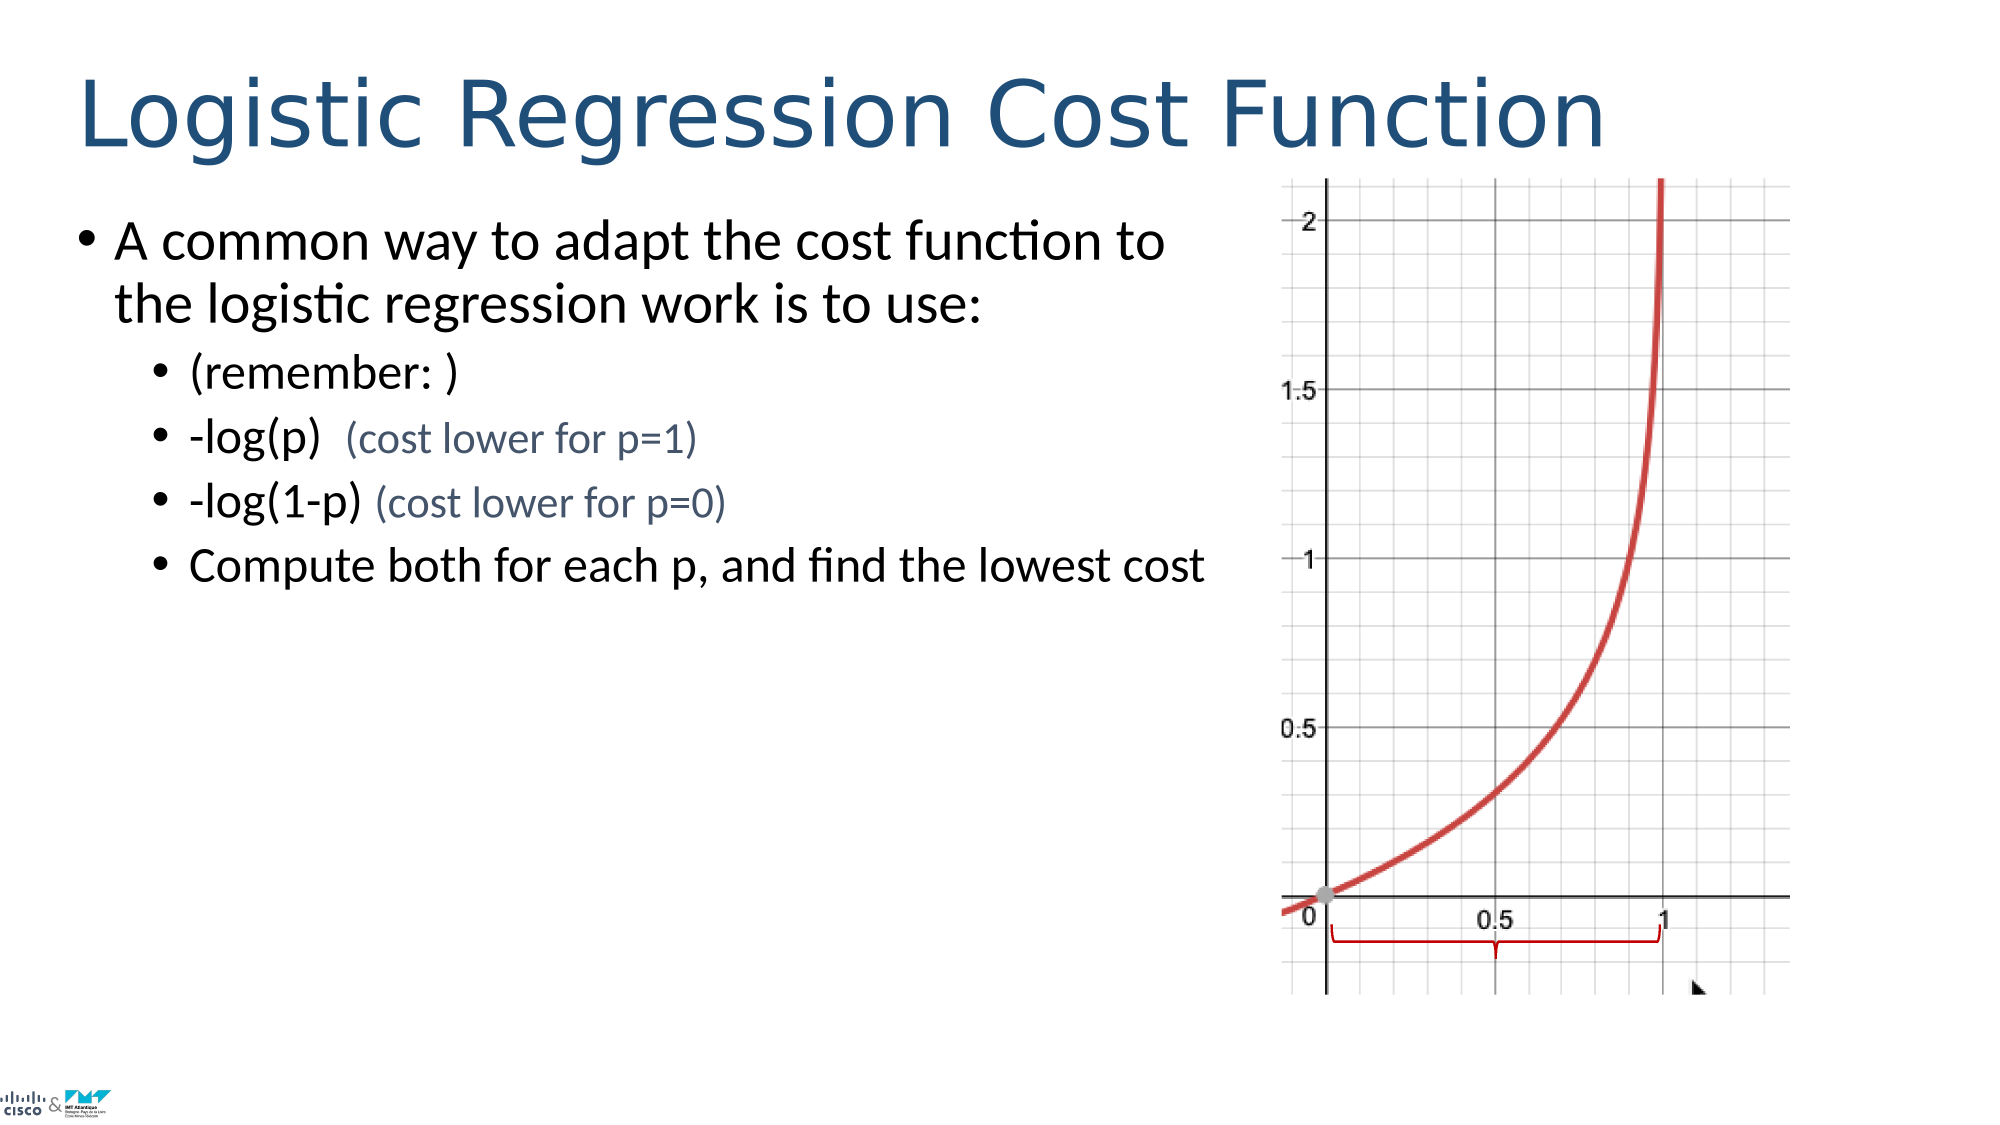 Logistic Regression Cost Function
• A common way to adapt the cost function to
the logistic regression work is to use:
• (remember: )
• -log(p) (cost lower for p=1)
• -log(1-p) (cost lower for p=0)
• Compute both for each p, and find the lowest cost
2
1.5
1
0.5
0
0.5
1
CISCO & IMT Atlantique